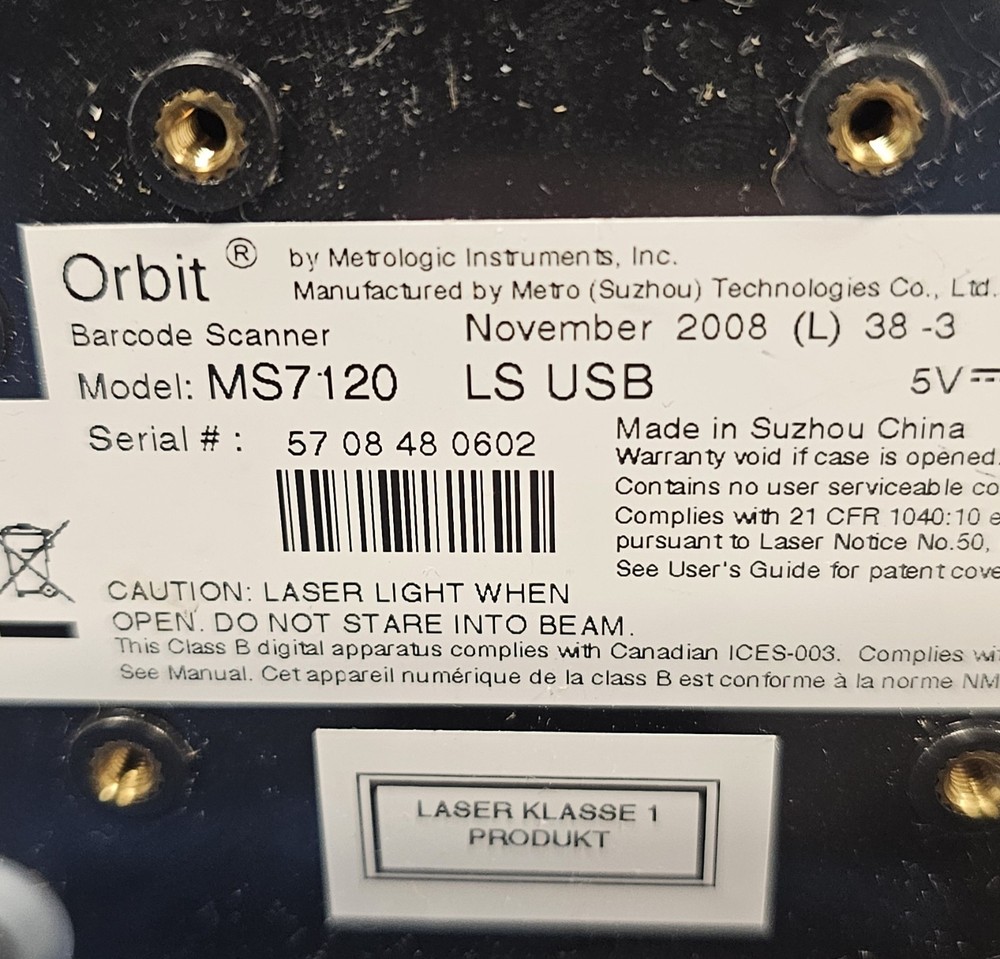 Orbit ® by Metrologic Instruments, Inc.
Manufactured by Metro (Suzhou) Technologies Co., Ltd.
Barcode Scanner November 2008 (L) 38 -3
Model: MS7120 LS USB 5V
Serial # : 57 08 48 0602
Made in Suzhou China
Warranty void if case is opened.
Contains no user serviceable
Complies with 21 CFR 1040:10
pursuant to Laser Notice No.50,
See User's Guide for patent
CAUTION: LASER LIGHT WHEN
OPEN. DO NOT STARE INTO BEAM.
This Class B digital apparatus complies with Canadian ICES-003. Complies
See Manual. Cet appareil numérique de la class B est conforme à la norme
LASER KLASSE 1
PRODUKT